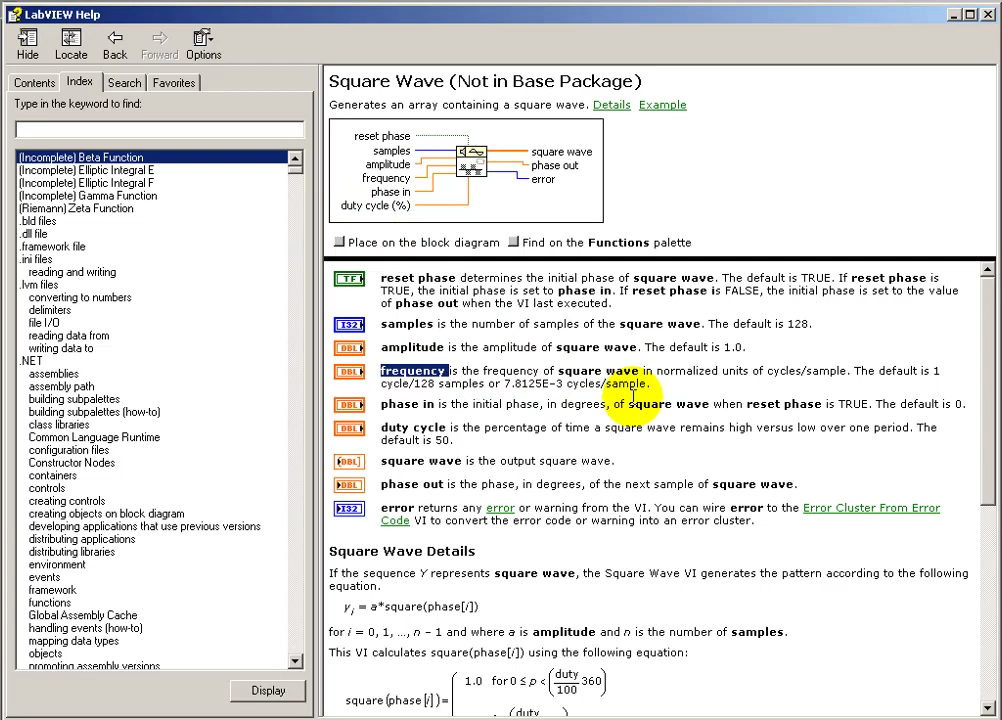 LabVIEW Help
Hide
Locate
Back
Forward
Options
Contents
Index
Search
Favorites
Type in the keyword to find:
(Incomplete) Beta Function
(Incomplete) Elliptic Integral E
(Incomplete) Elliptic Integral F
(Incomplete) Gamma Function
(Riemann) Zeta Function
.bld files
.dll file
.framework file
.ini files
reading and writing
.lvm files
converting to numbers
delimiters
file I/O
reading data from
writing data to
.NET
assemblies
assembly path
building subpalettes
building subpalettes (how-to)
class libraries
Common Language Runtime
configuration files
Constructor Nodes
containers
controls
creating controls
creating objects on block diagram
developing applications that use previous versions
distributing applications
distributing libraries
environment
events
framework
functions
Global Assembly Cache
handling events (how-to)
mapping data types
objects
promoting assembly versions
Display
Square Wave (Not in Base Package)
Generates an array containing a square wave. Details Example
reset phase
samples
amplitude
frequency
phase in
duty cycle (%)
square wave
phase out
error
Place on the block diagram Find on the Functions palette
TF
reset phase determines the initial phase of square wave. The default is TRUE. If reset phase is
TRUE, the initial phase is set to phase in. If reset phase is FALSE, the initial phase is set to the value
of phase out when the VI last executed.
I32
samples is the number of samples of the square wave. The default is 128.
DBL
amplitude is the amplitude of square wave. The default is 1.0.
DBL
frequency is the frequency of square wave in normalized units of cycles/sample. The default is 1
cycle/128 samples or 7.8125E-3 cycles/sample.
DBL
phase in is the initial phase, in degrees, of square wave when reset phase is TRUE. The default is 0.
DBL
duty cycle is the percentage of time a square wave remains high versus low over one period. The
default is 50.
[DBL]
square wave is the output square wave.
DBL
phase out is the phase, in degrees, of the next sample of square wave.
I32
error returns any error or warning from the VI. You can wire error to the Error Cluster From Error
Code VI to convert the error code or warning into an error cluster.
Square Wave Details
If the sequence Y represents square wave, the Square Wave VI generates the pattern according to the following
equation.
yi = a*square(phase[i])
for i = 0, 1, ..., n – 1 and where a is amplitude and n is the number of samples.
This VI calculates square(phase[i]) using the following equation:
square (phase [i]) = { 1.0 for 0 ≤ p < (duty/100 360)
(duty